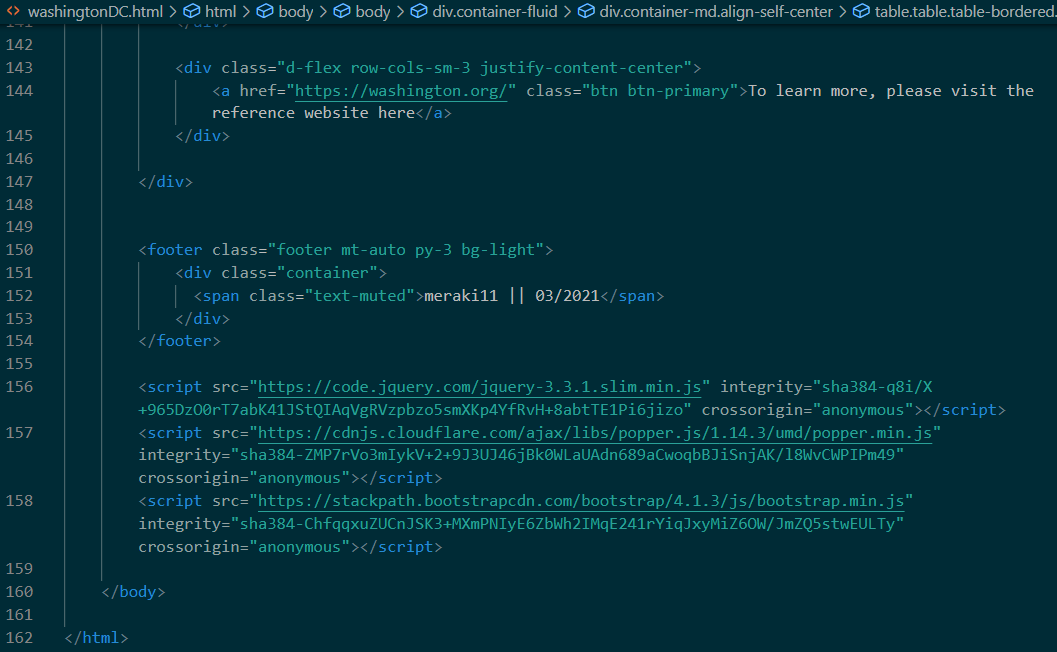 washingtonDC.html > html > body > body > div.container-fluid > div.container-md.align-self-center > table.table.table-bordered.
142
143 <div class="d-flex row-cols-sm-3 justify-content-center">
144 <a href="https://washington.org/" class="btn btn-primary">To learn more, please visit the
reference website here</a>
145 </div>
146
147 </div>
148
149
150 <footer class="footer mt-auto py-3 bg-light">
151 <div class="container">
152 <span class="text-muted">meraki11 || 03/2021</span>
153 </div>
154 </footer>
155
156 <script src="https://code.jquery.com/jquery-3.3.1.slim.min.js" integrity="sha384-q8i/X
+965DzO0rT7abK41JStQIAqVgRVzpbzo5smXKp4YfRvH+8abtTE1Pi6jizo" crossorigin="anonymous"></script>
157 <script src="https://cdnjs.cloudflare.com/ajax/libs/popper.js/1.14.3/umd/popper.min.js"
integrity="sha384-ZMP7rVo3mIykV+2+9J3UJ46jBk0WLaUAdn689aCwoqbBJiSnjAK/l8WvCWPIPm49"
crossorigin="anonymous"></script>
158 <script src="https://stackpath.bootstrapcdn.com/bootstrap/4.1.3/js/bootstrap.min.js"
integrity="sha384-ChfqqxuZUCnJSK3+MXmPNIyE6ZbWh2IMqE241rYiqJxyMiZ6OW/JmZQ5stwEULTy"
crossorigin="anonymous"></script>
159
160 </body>
161
162 </html>